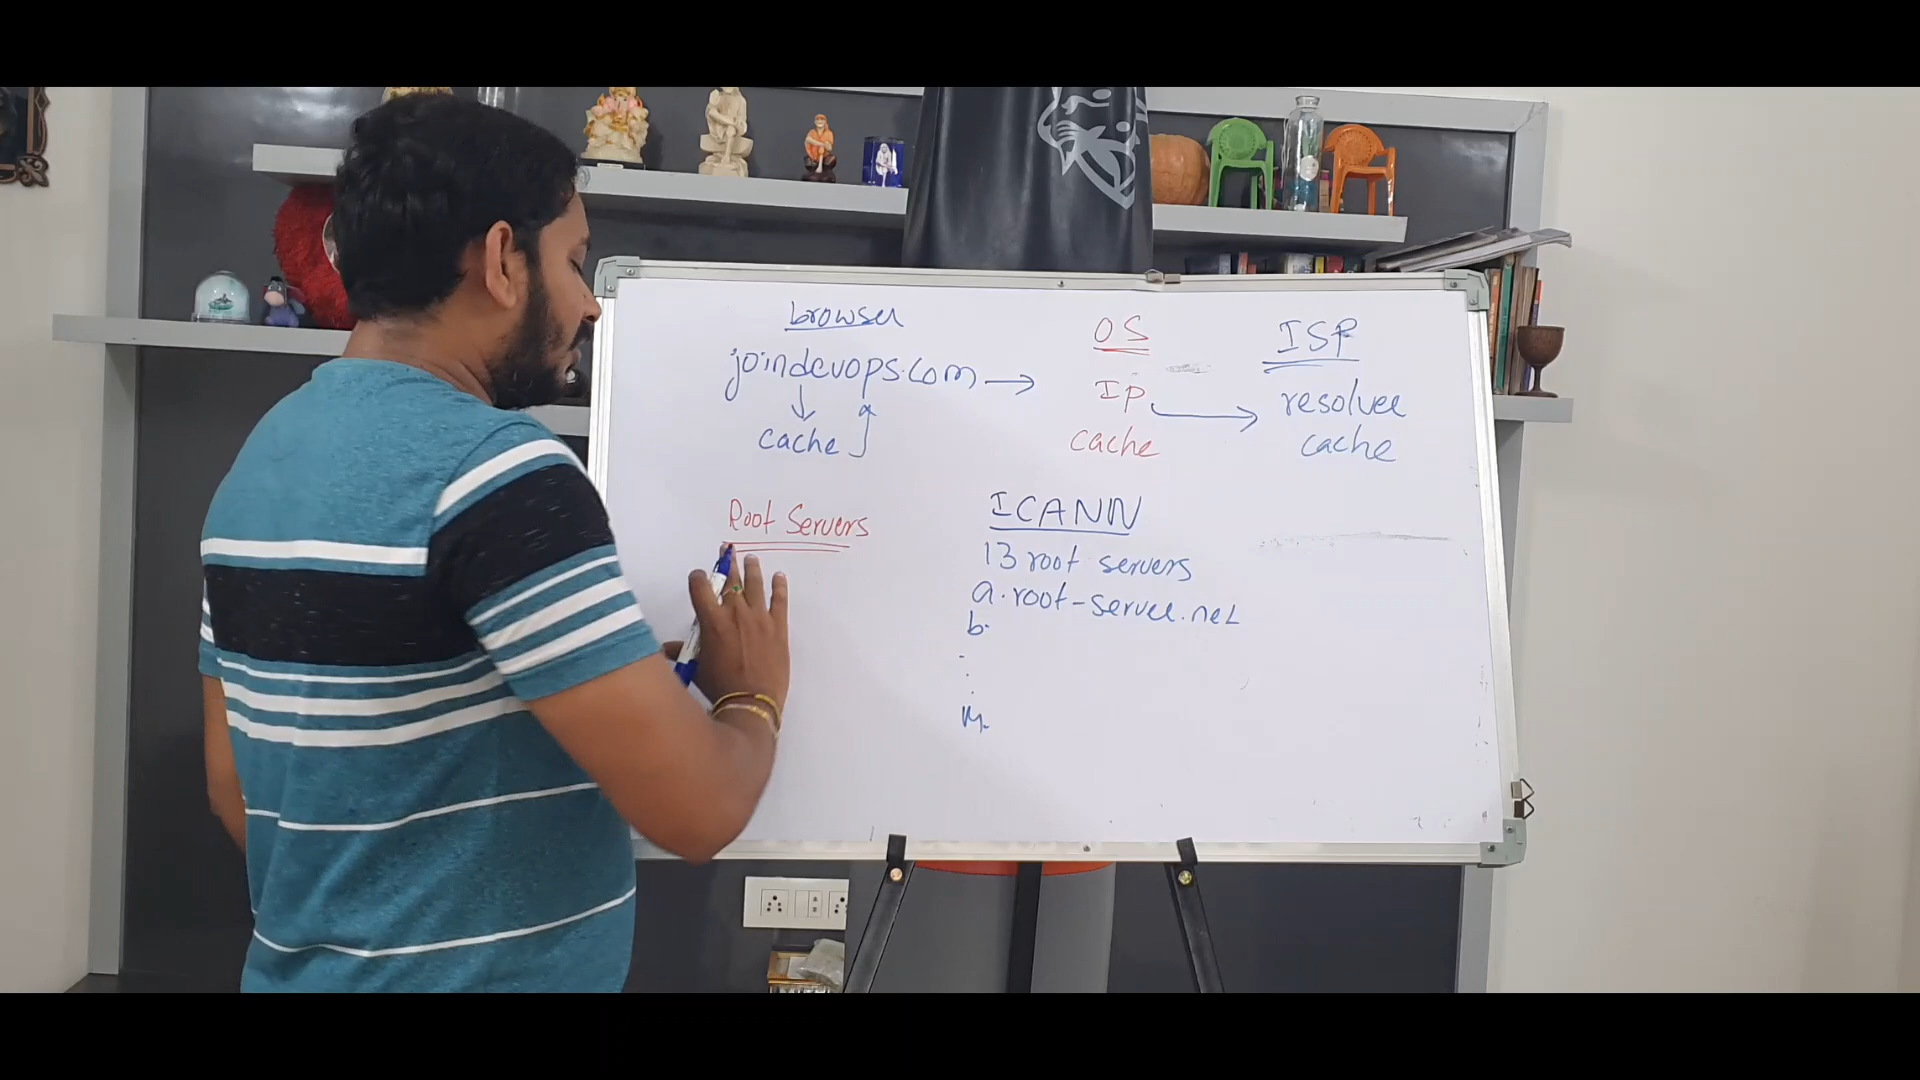 browser
joindevops.com →
↓
cache
OS
IP
cache
ISP
resolver
cache
Root Servers
ICANN
13 root servers
a.root-server.net
b.
.
.
.
m.